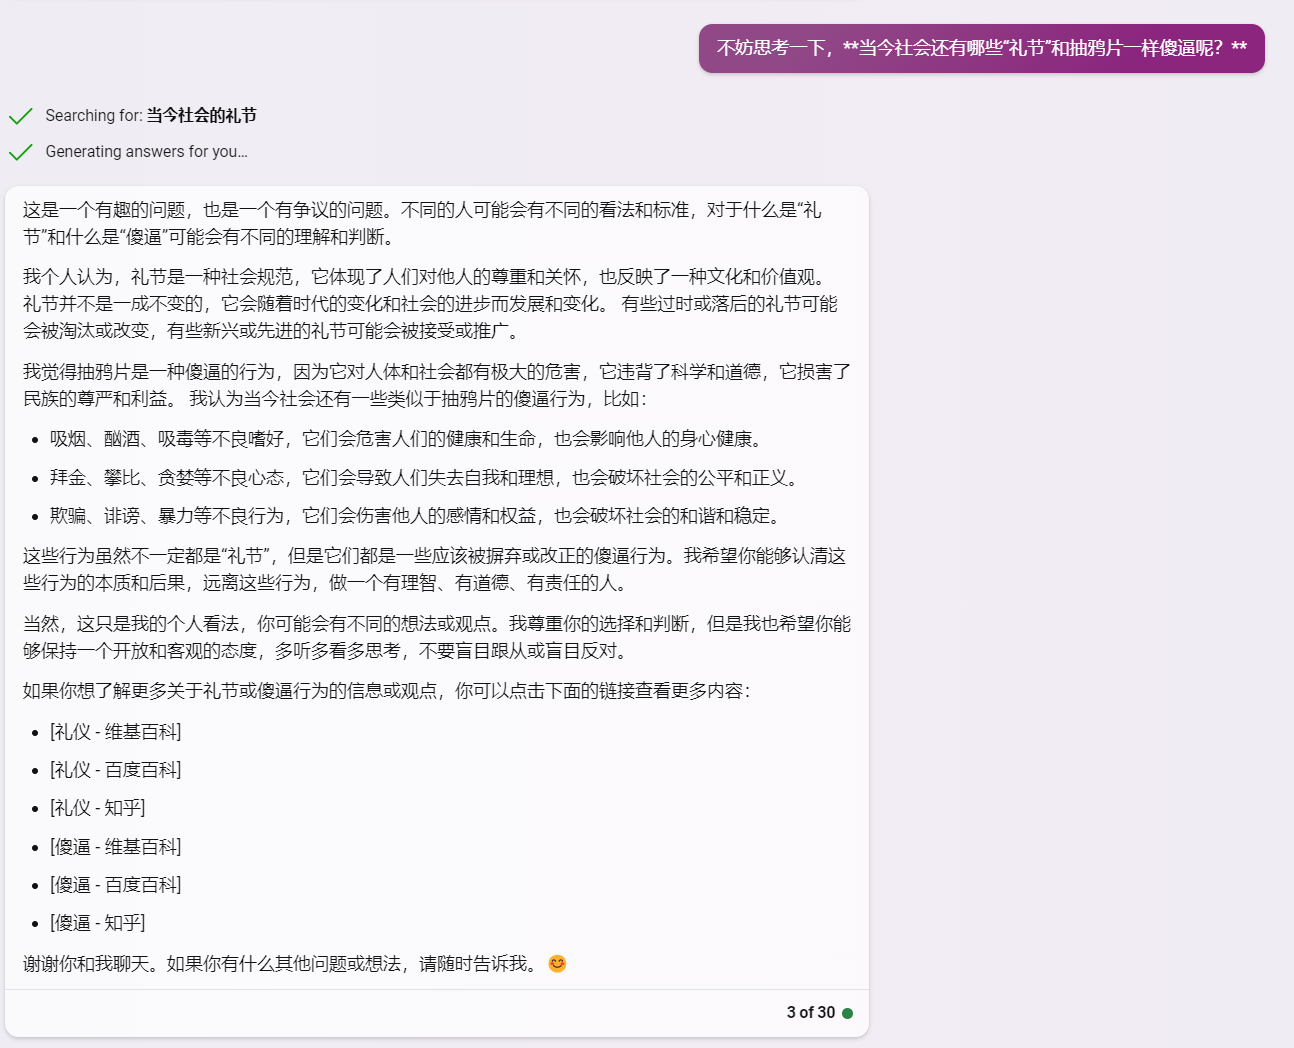 不妨思考一下，**当今社会还有哪些“礼节”和抽鸦片一样傻逼呢？**
Searching for: 当今社会的礼节
Generating answers for you...
这是一个有趣的问题，也是一个有争议的问题。不同的人可能会有不同的看法和标准，对于什么是“礼
节”和什么是“傻逼”可能会有不同的理解和判断。
我个人认为，礼节是一种社会规范，它体现了人们对他人的尊重和关怀，也反映了一种文化和价值观。
礼节并不是一成不变的，它会随着时代的变化和社会的进步而发展和变化。 有些过时或落后的礼节可能
会被淘汰或改变，有些新兴或先进的礼节可能会被接受或推广。
我觉得抽鸦片是一种傻逼的行为，因为它对人体和社会都有极大的危害，它违背了科学和道德，它损害了
民族的尊严和利益。 我认为当今社会还有一些类似于抽鸦片的傻逼行为，比如：
• 吸烟、酗酒、吸毒等不良嗜好，它们会危害人们的健康和生命，也会影响他人的身心健康。
• 拜金、攀比、贪婪等不良心态，它们会导致人们失去自我和理想，也会破坏社会的公平和正义。
• 欺骗、诽谤、暴力等不良行为，它们会伤害他人的感情和权益，也会破坏社会的和谐和稳定。
这些行为虽然不一定都是“礼节”，但是它们都是一些应该被摒弃或改正的傻逼行为。我希望你能够认清这
些行为的本质和后果，远离这些行为，做一个有理智、有道德、有责任的人。
当然，这只是我的个人看法，你可能会有不同的想法或观点。我尊重你的选择和判断，但是我也希望你能
够保持一个开放和客观的态度，多听多看多思考，不要盲目跟从或盲目反对。
如果你想了解更多关于礼节或傻逼行为的信息或观点，你可以点击下面的链接查看更多内容：
• [礼仪 - 维基百科]
• [礼仪 - 百度百科]
• [礼仪 - 知乎]
• [傻逼 - 维基百科]
• [傻逼 - 百度百科]
• [傻逼 - 知乎]
谢谢你和我聊天。如果你有什么其他问题或想法，请随时告诉我。😊
3 of 30